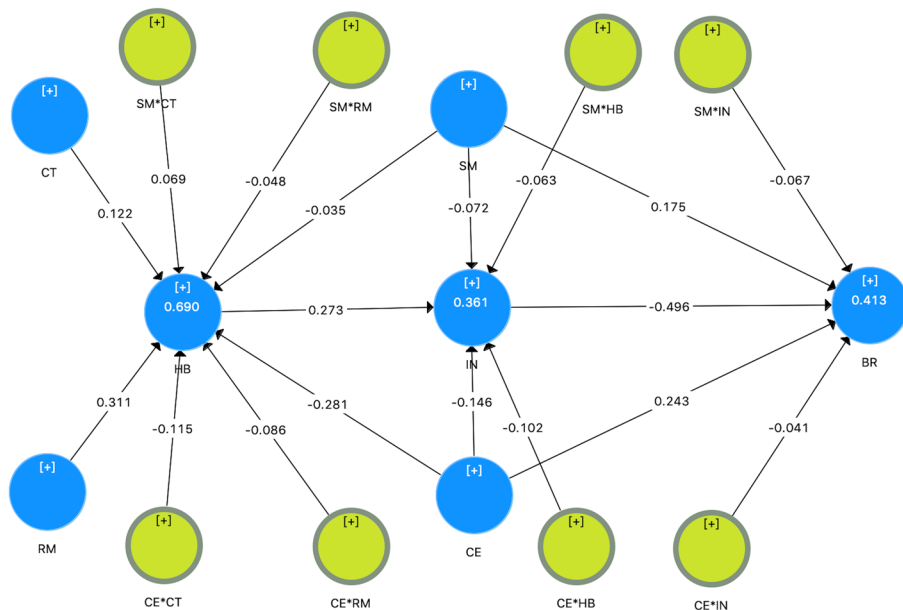 [+]
[+]
[+]
[+]
[+]
[+]
SM*CT
SM*RM
SM*HB
SM*IN
CT
SM
0.069
-0.048
-0.063
-0.067
0.122
-0.035
-0.072
0.175
[+]
0.690
HB
0.273
[+]
0.361
IN
-0.496
[+]
0.413
BR
0.311
-0.115
-0.086
-0.281
-0.146
-0.102
0.243
-0.041
[+]
RM
[+]
CE
[+]
CE*CT
[+]
CE*RM
[+]
CE*HB
[+]
CE*IN